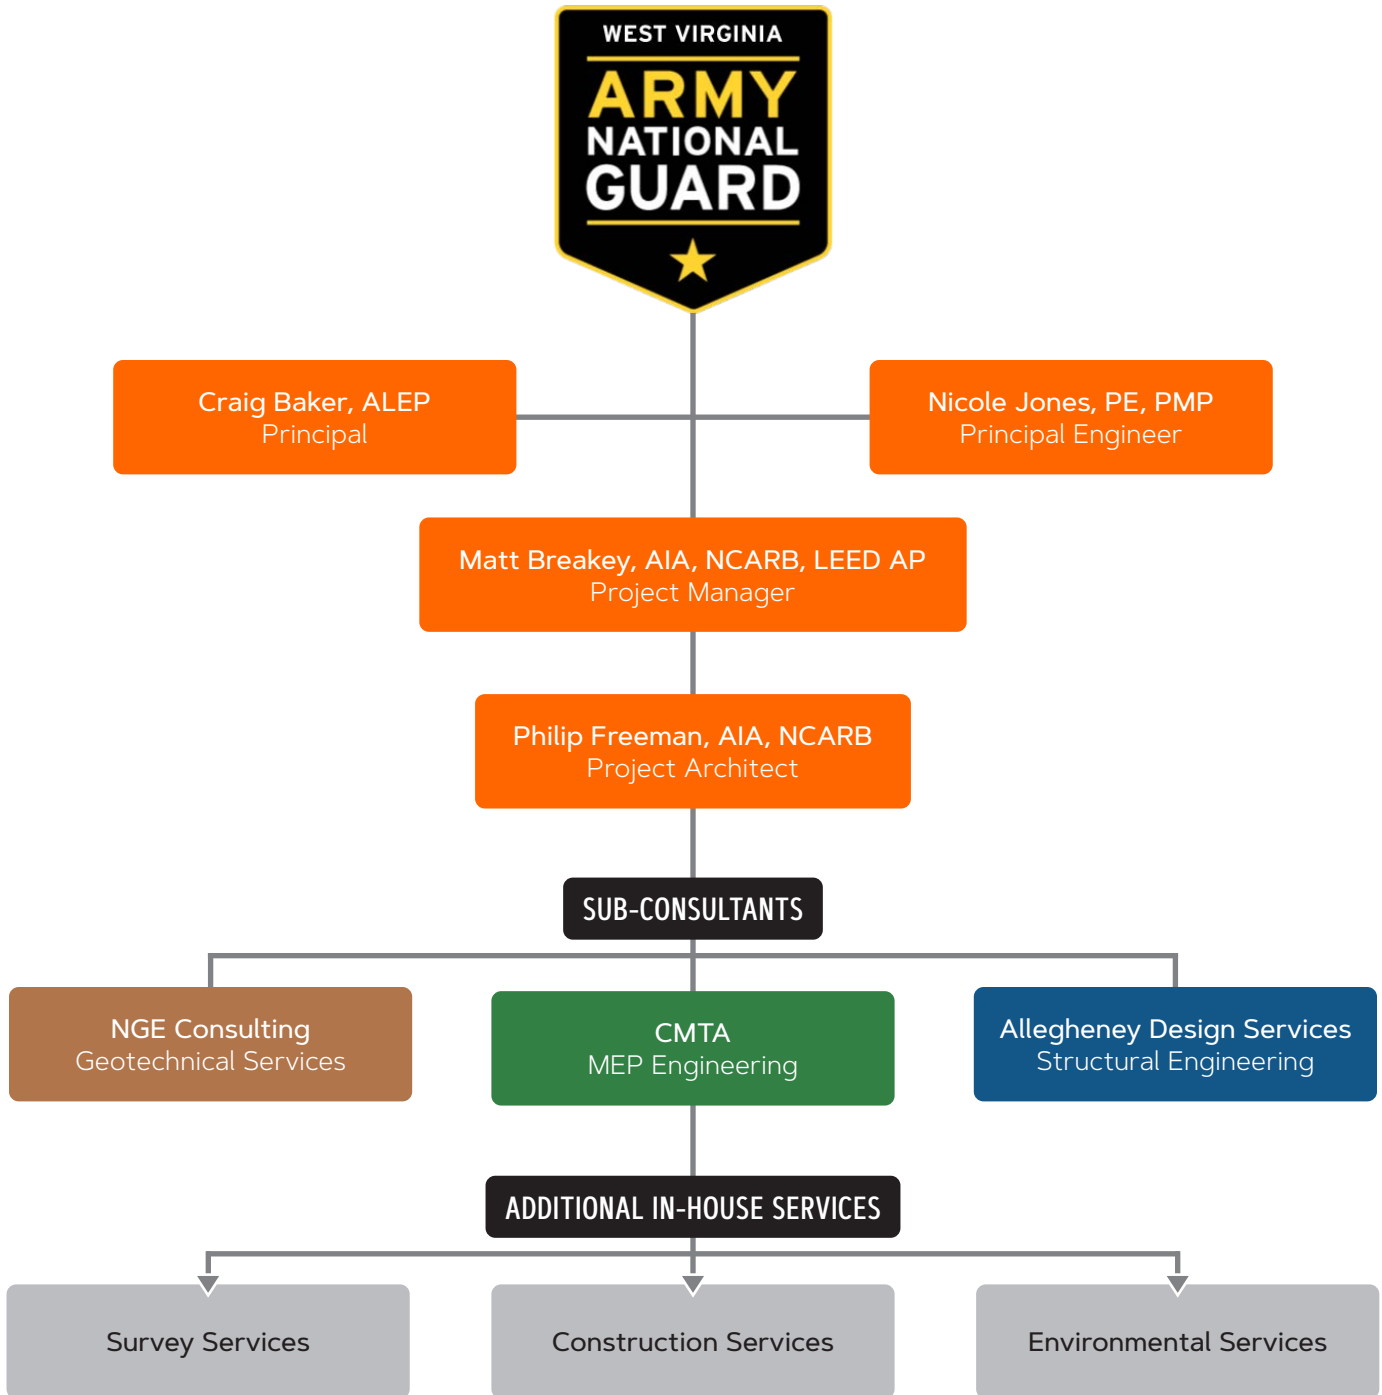 WEST VIRGINIA
ARMY
NATIONAL
GUARD
Craig Baker, ALEP
Principal
Nicole Jones, PE, PMP
Principal Engineer
Matt Breakey, AIA, NCARB, LEED AP
Project Manager
Philip Freeman, AIA, NCARB
Project Architect
SUB-CONSULTANTS
NGE Consulting
Geotechnical Services
CMTA
MEP Engineering
Allegheney Design Services
Structural Engineering
ADDITIONAL IN-HOUSE SERVICES
Survey Services
Construction Services
Environmental Services